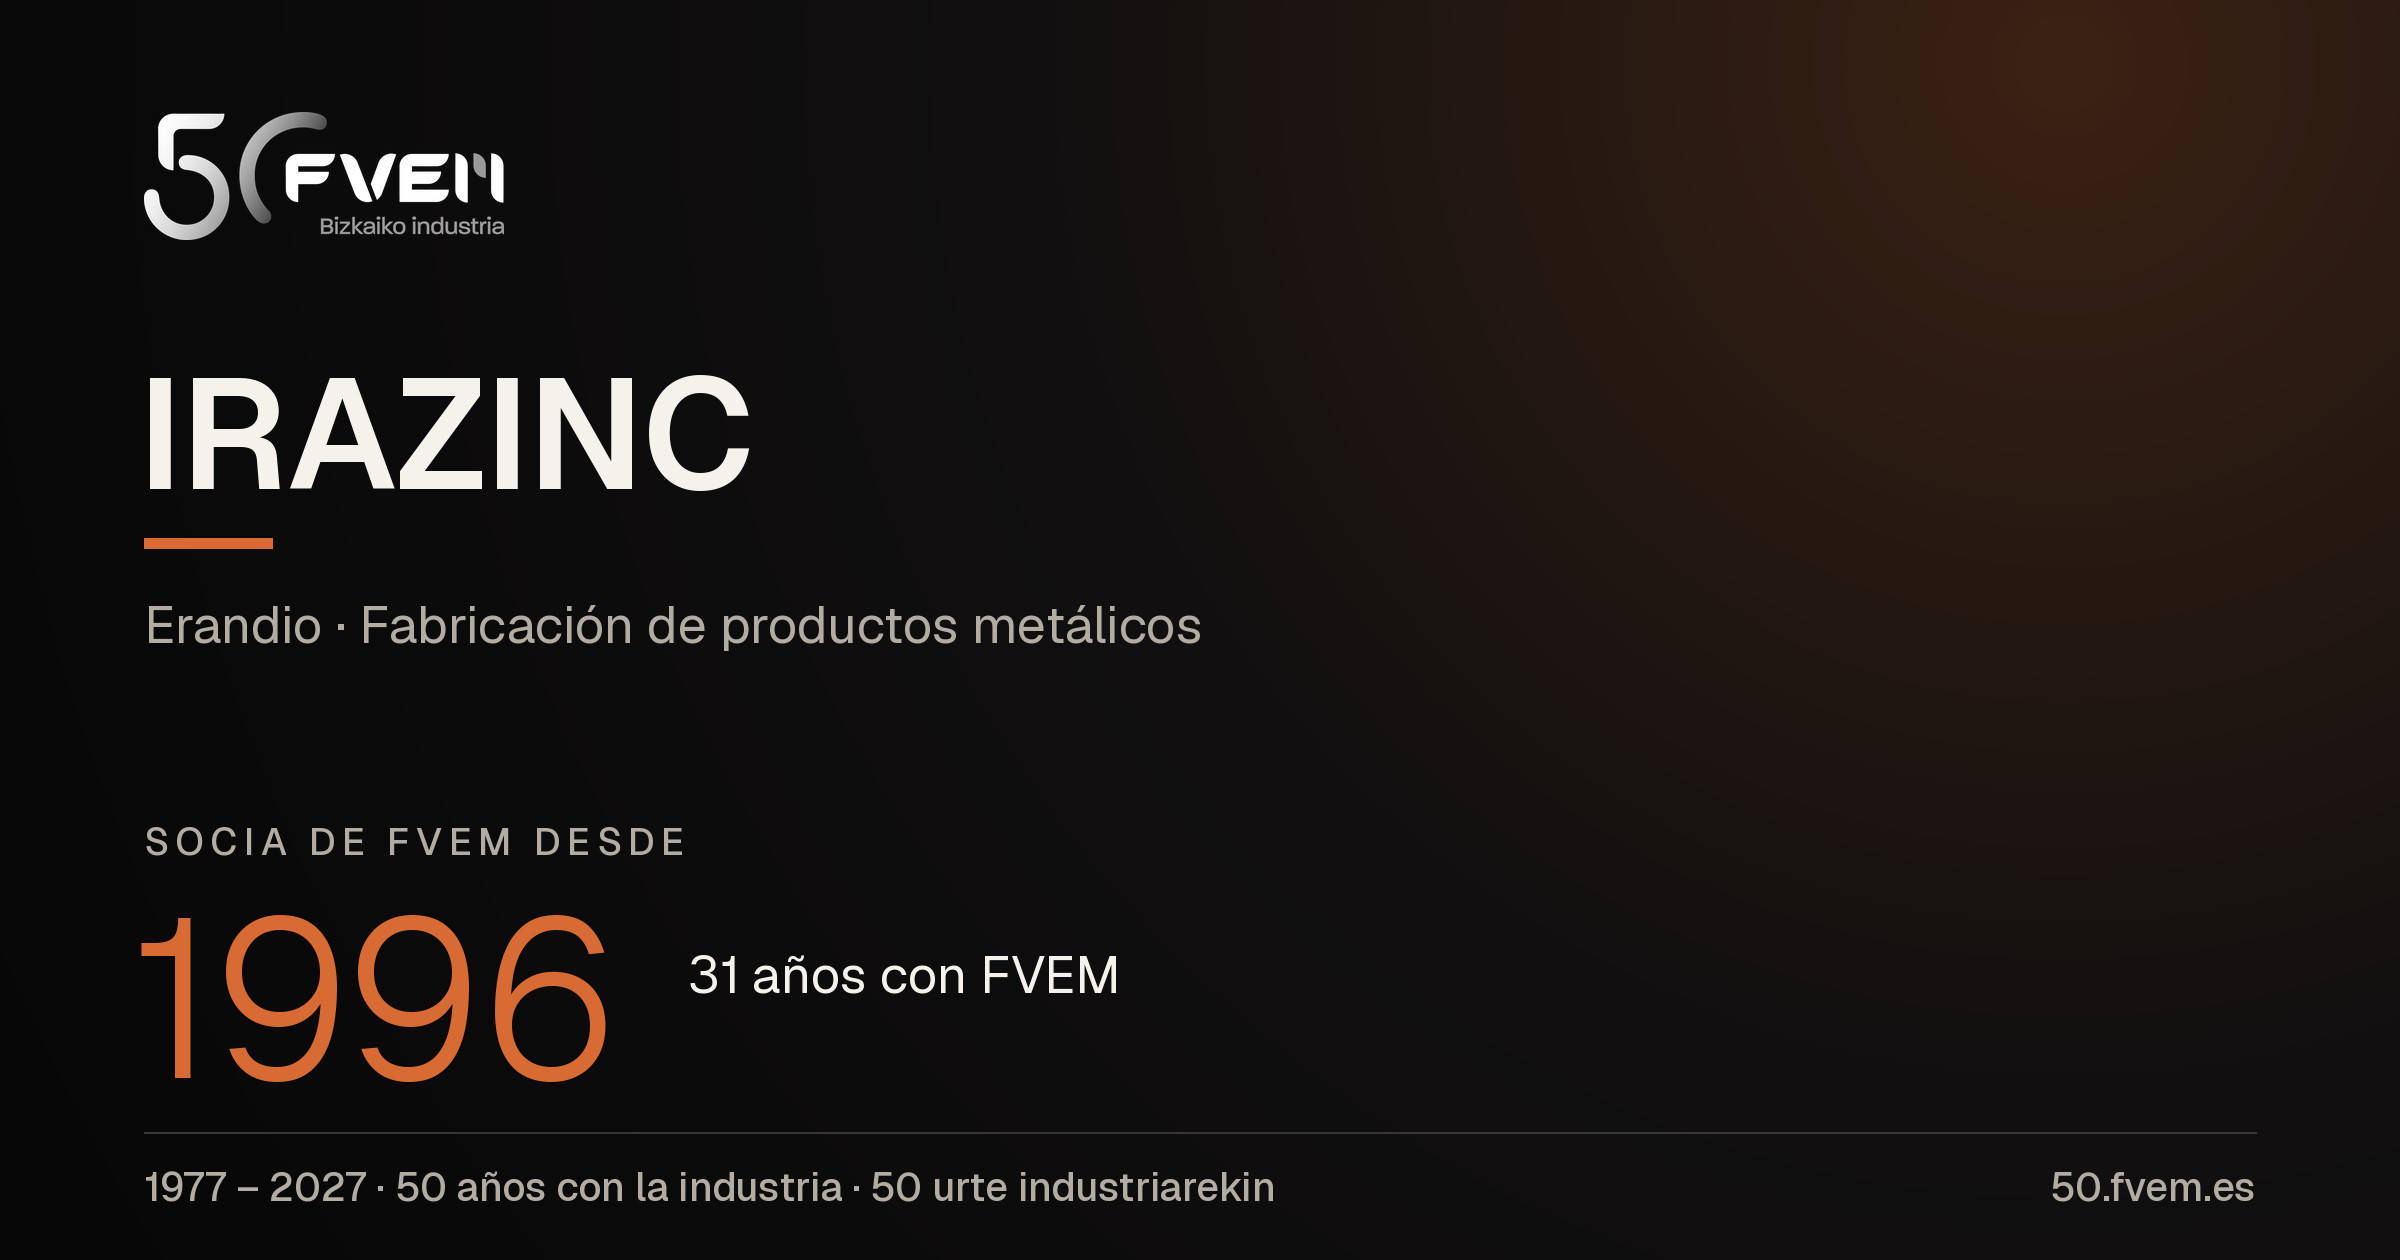 50 FVEM
Bizkaiko industria
IRAZINC
Erandio · Fabricación de productos metálicos
SOCIA DE FVEM DESDE
1996
31 años con FVEM
1977 – 2027 · 50 años con la industria · 50 urte industriarekin
50.fvem.es